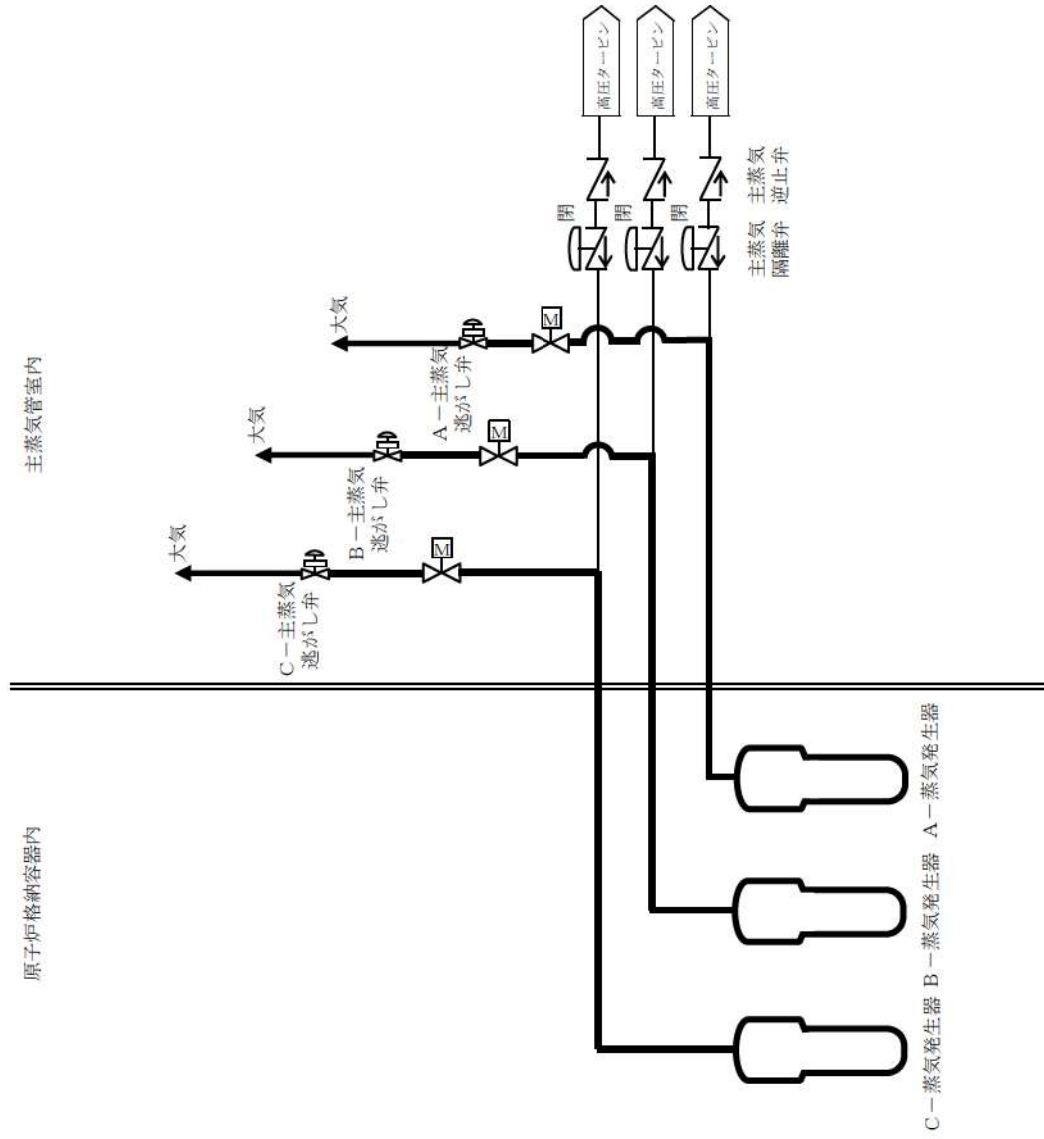 原子炉格納容器内
主蒸気管室内
大気
大気
大気
C－主蒸気
逃がし弁
B－主蒸気
逃がし弁
A－主蒸気
逃がし弁
M
M
M
閉
閉
閉
高圧タービン
高圧タービン
高圧タービン
主蒸気
隔離弁
主蒸気
逆止弁
C－蒸気発生器
B－蒸気発生器
A－蒸気発生器